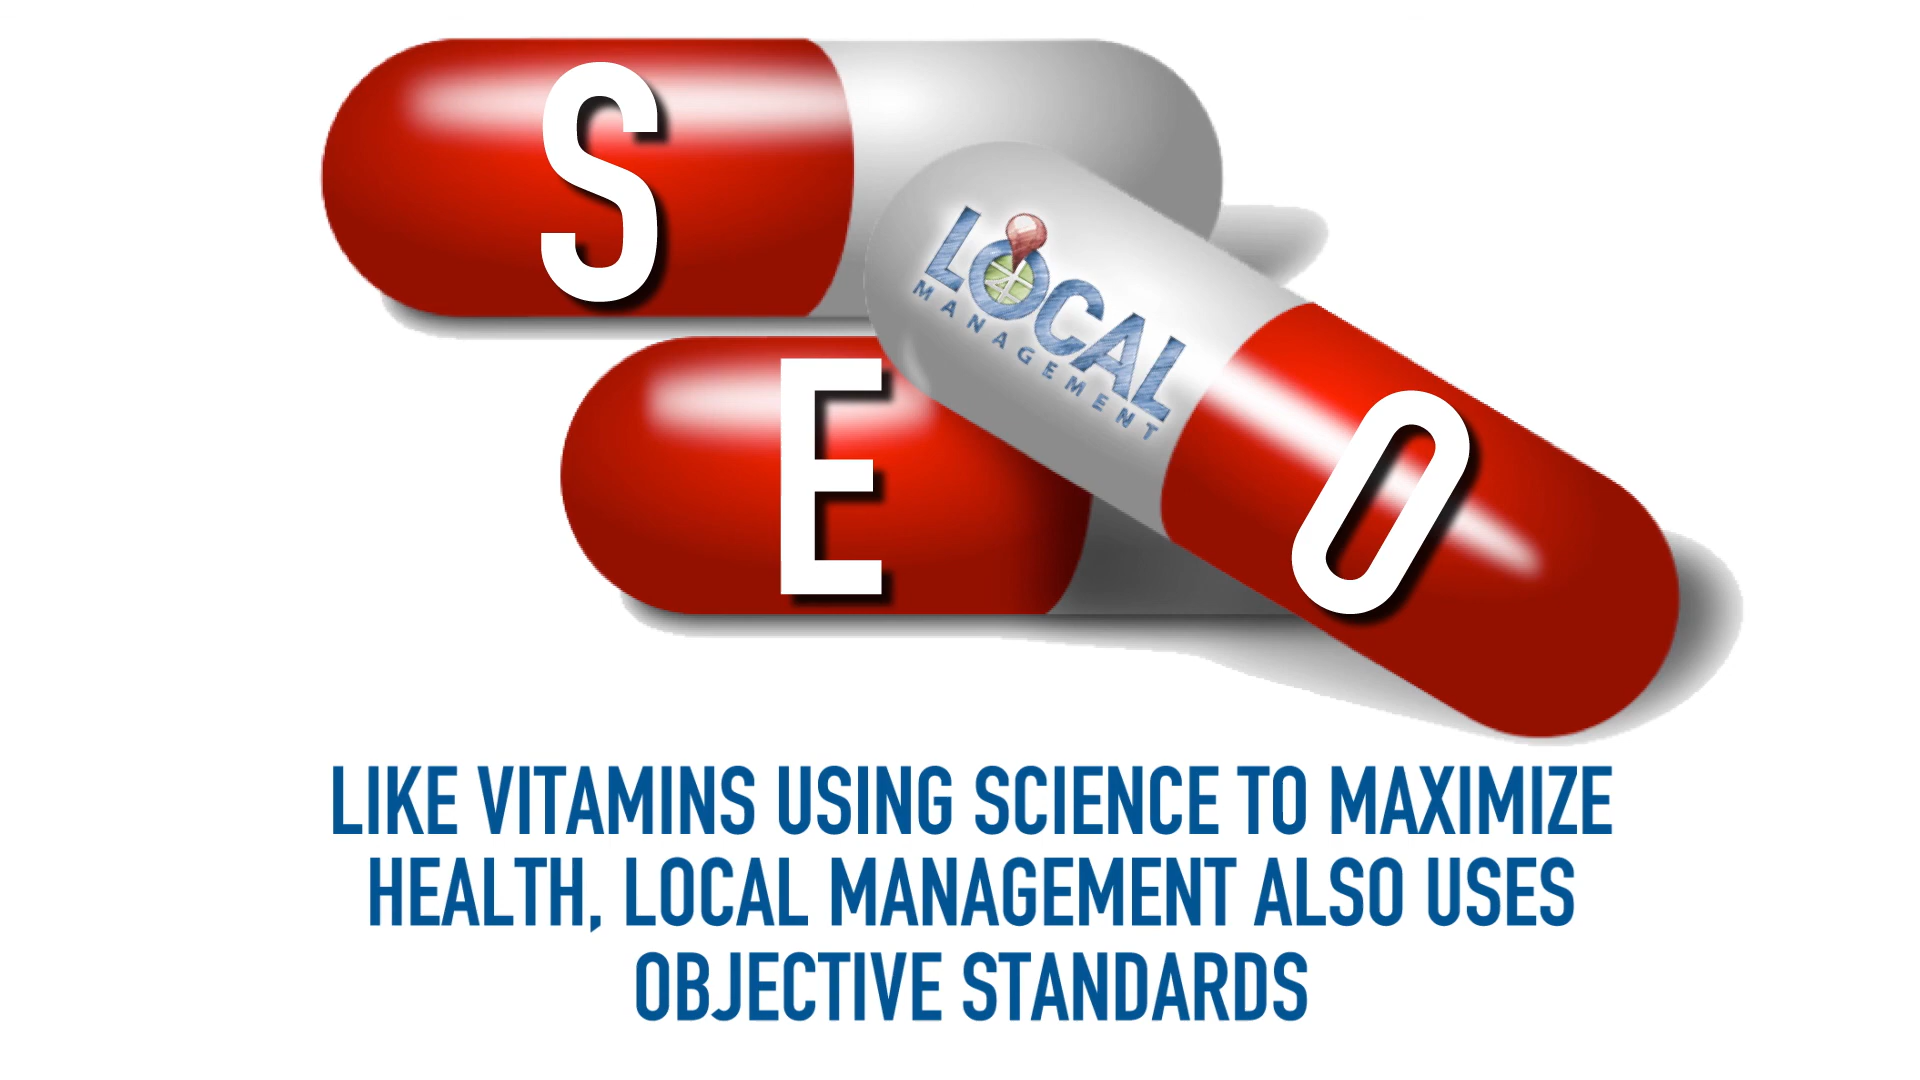 S
E
O
LOCAL
MANAGEMENT
LIKE VITAMINS USING SCIENCE TO MAXIMIZE
HEALTH, LOCAL MANAGEMENT ALSO USES
OBJECTIVE STANDARDS